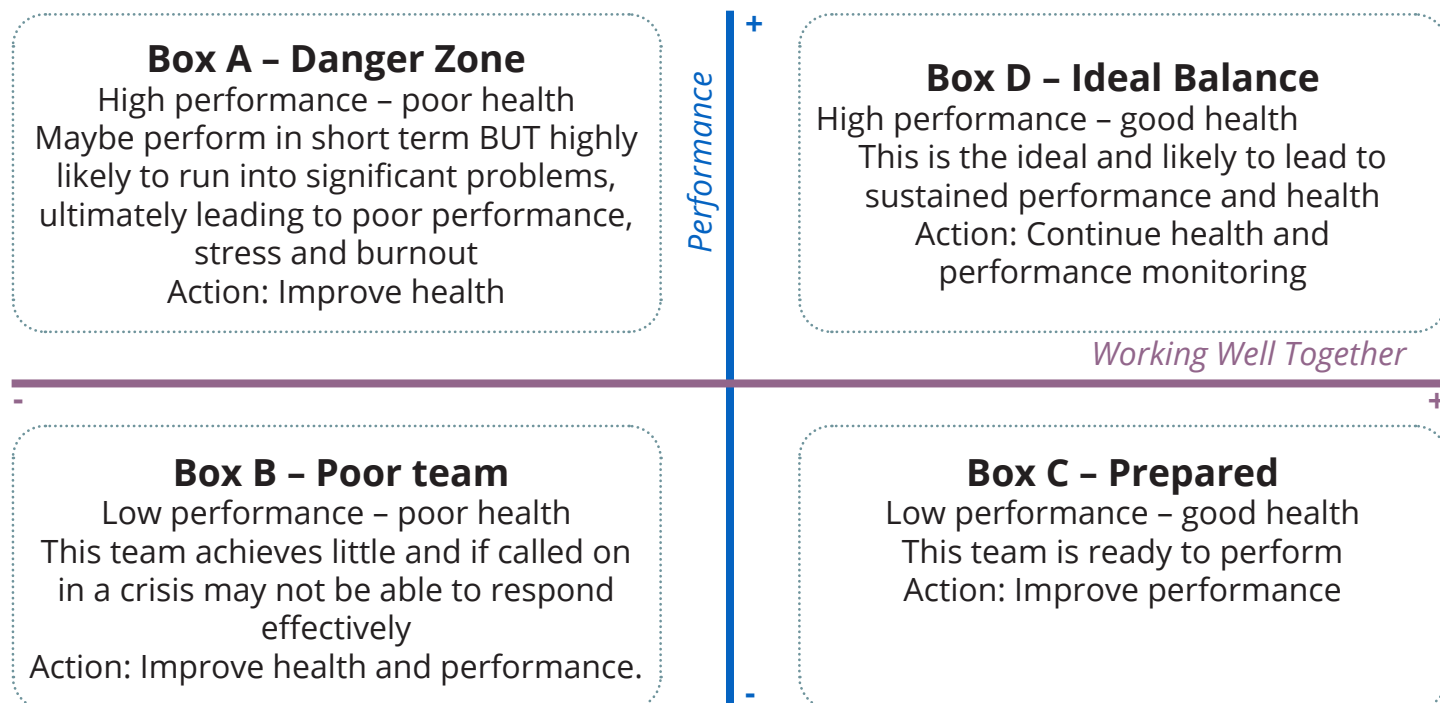 Box A – Danger Zone
High performance – poor health
Maybe perform in short term BUT highly
likely to run into significant problems,
ultimately leading to poor performance,
stress and burnout
Action: Improve health
+
Performance
Box D – Ideal Balance
High performance – good health
This is the ideal and likely to lead to
sustained performance and health
Action: Continue health and
performance monitoring
Working Well Together
-
+
Box B – Poor team
Low performance – poor health
This team achieves little and if called on
in a crisis may not be able to respond
effectively
Action: Improve health and performance.
-
Box C – Prepared
Low performance – good health
This team is ready to perform
Action: Improve performance